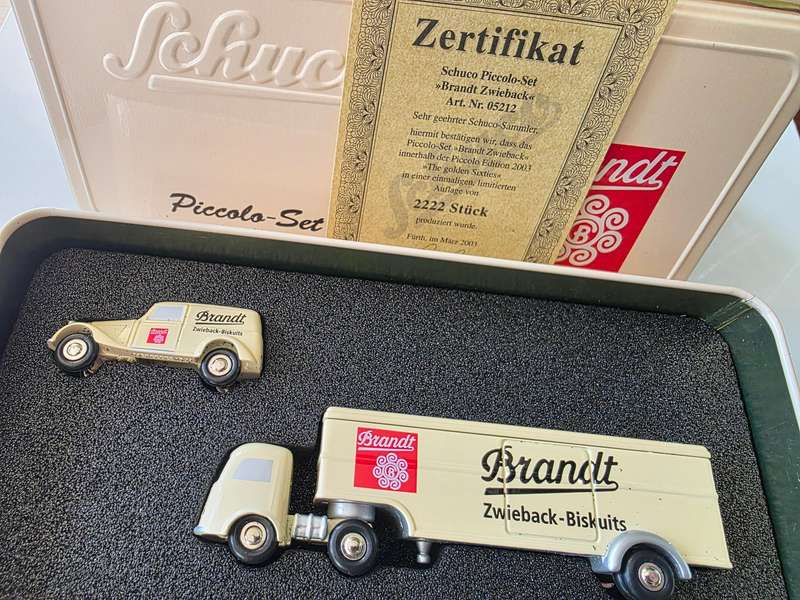 Schuco
Zertifikat
Schuco Piccolo-Set
»Brandt Zwieback«
Art. Nr. 05212
Sehr geehrter Schuco-Sammler,
hiermit bestätigen wir, dass das
Piccolo-Set »Brandt Zwieback«
innerhalb der Piccolo Edition 2003
»The golden Sixties«
in einer einmaligen, limitierten
Auflage von
2222 Stück
produziert wurde.
Fürth, im März 2003
Piccolo-Set
Brandt
B
Brandt
Zwieback-Biskuits
Brandt
Brandt
B
Brandt
Zwieback-Biskuits